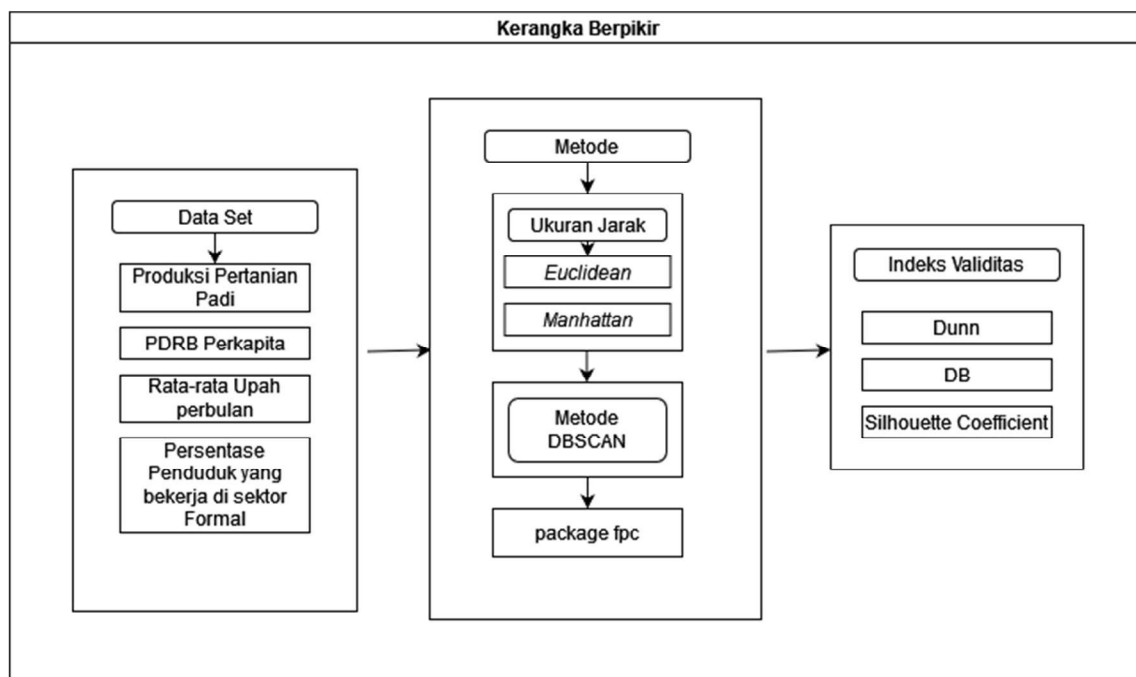 Kerangka Berpikir
Data Set
Produksi Pertanian
Padi
PDRB Perkapita
Rata-rata Upah
perbulan
Persentase
Penduduk yang
bekerja di sektor
Formal
Metode
Ukuran Jarak
Euclidean
Manhattan
Metode
DBSCAN
package fpc
Indeks Validitas
Dunn
DB
Silhouette Coefficient